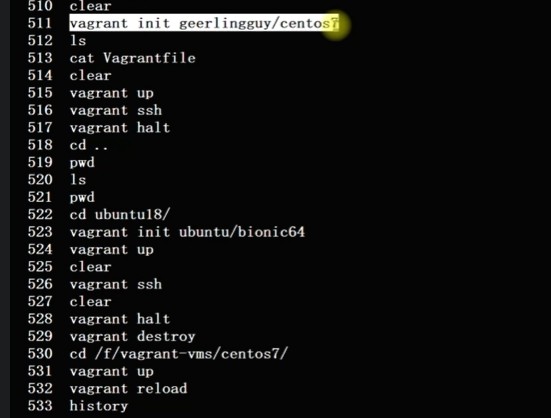 510 clear
511 vagrant init geerlingguy/centos7
512 ls
513 cat Vagrantfile
514 clear
515 vagrant up
516 vagrant ssh
517 vagrant halt
518 cd ..
519 pwd
520 ls
521 pwd
522 cd ubuntu18/
523 vagrant init ubuntu/bionic64
524 vagrant up
525 clear
526 vagrant ssh
527 clear
528 vagrant halt
529 vagrant destroy
530 cd /f/vagrant-vms/centos7/
531 vagrant up
532 vagrant reload
533 history